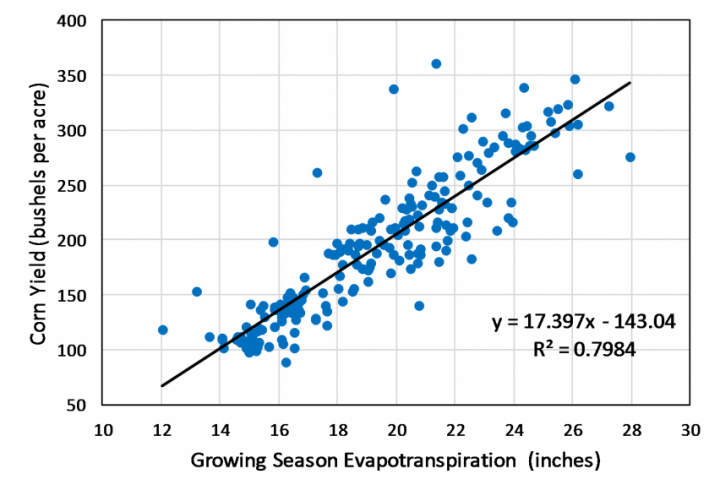 400
350
300
250
200
150
100
50
Corn Yield (bushels per acre)
y = 17.397x - 143.04
R² = 0.7984
10 12 14 16 18 20 22 24 26 28 30
Growing Season Evapotranspiration (inches)